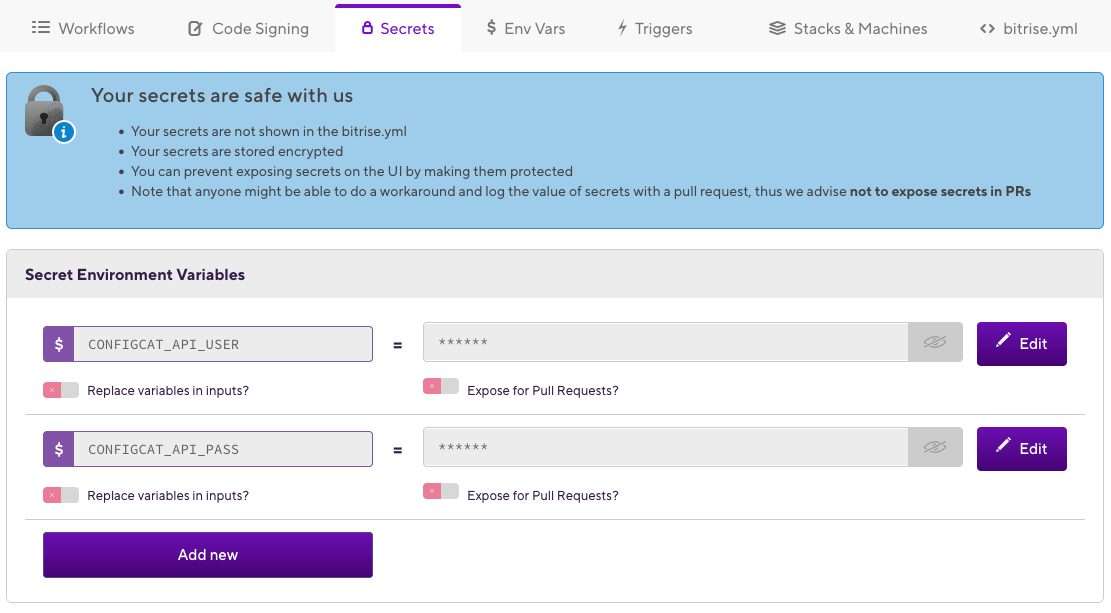 Workflows
Code Signing
Secrets
$ Env Vars
Triggers
Stacks & Machines
<> bitrise.yml
Your secrets are safe with us
• Your secrets are not shown in the bitrise.yml
• Your secrets are stored encrypted
• You can prevent exposing secrets on the UI by making them protected
• Note that anyone might be able to do a workaround and log the value of secrets with a pull request, thus we advise not to expose secrets in PRs
Secret Environment Variables
$ CONFIGCAT_API_USER = ****** Edit
Replace variables in inputs? Expose for Pull Requests?
$ CONFIGCAT_API_PASS = ****** Edit
Replace variables in inputs? Expose for Pull Requests?
Add new